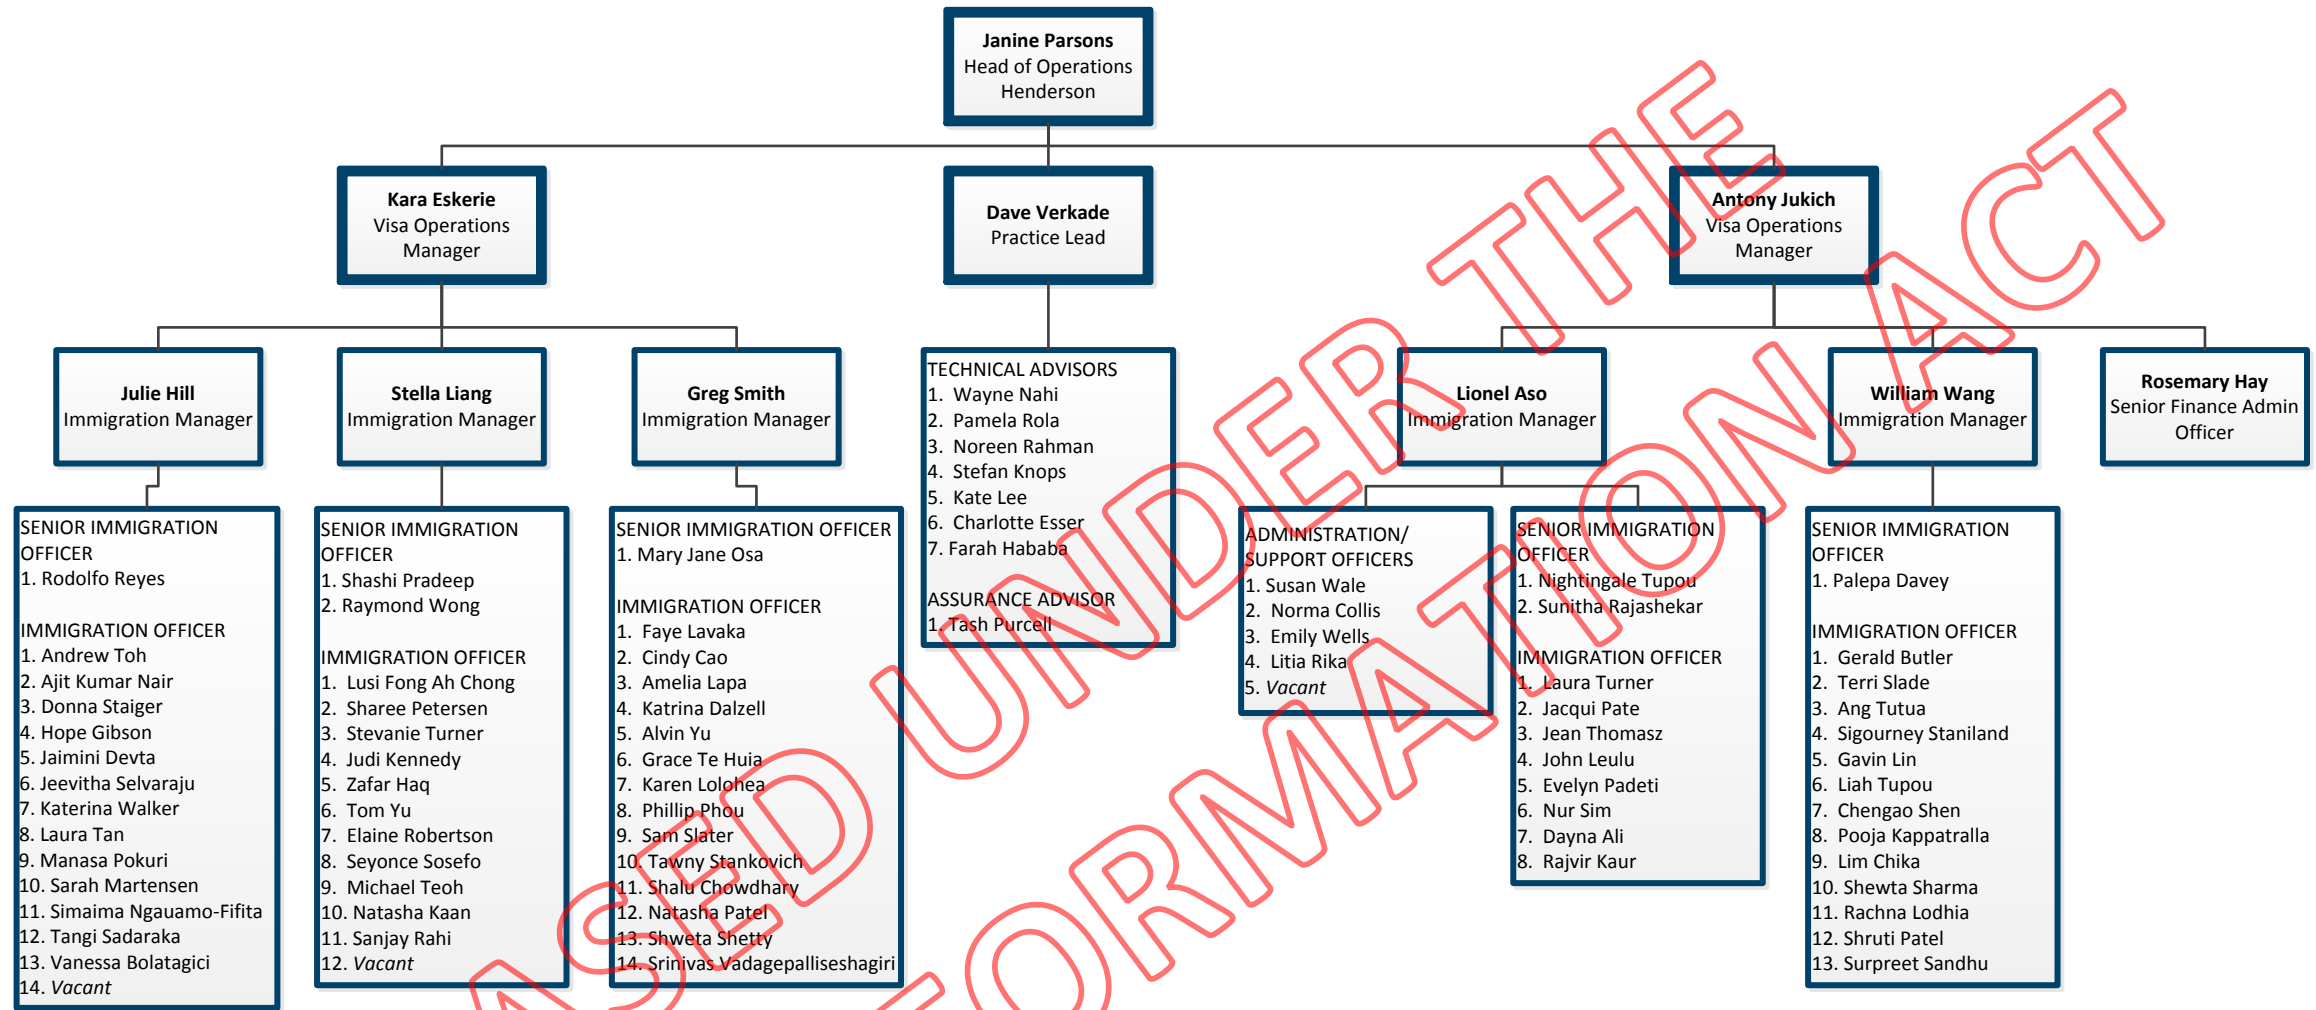 Janine Parsons
Head of Operations
Henderson
Kara Eskerie
Visa Operations
Manager
Dave Verkade
Practice Lead
Antony Jukich
Visa Operations
Manager
Julie Hill
Immigration Manager
Stella Liang
Immigration Manager
Greg Smith
Immigration Manager
TECHNICAL ADVISORS
1. Wayne Nahi
2. Pamela Rola
3. Noreen Rahman
4. Stefan Knops
5. Kate Lee
6. Charlotte Esser
7. Farah Hababa
ASSURANCE ADVISOR
1. Tash Purcell
Lionel Aso
Immigration Manager
William Wang
Immigration Manager
Rosemary Hay
Senior Finance Admin
Officer
SENIOR IMMIGRATION
OFFICER
1. Rodolfo Reyes
IMMIGRATION OFFICER
1. Andrew Toh
2. Ajit Kumar Nair
3. Donna Staiger
4. Hope Gibson
5. Jaimini Devta
6. Jeevitha Selvaraju
7. Katerina Walker
8. Laura Tan
9. Manasa Pokuri
10. Sarah Martensen
11. Simaima Ngauamo-Fifita
12. Tangi Sadaraka
13. Vanessa Bolatagici
14. Vacant
SENIOR IMMIGRATION
OFFICER
1. Shashi Pradeep
2. Raymond Wong
IMMIGRATION OFFICER
1. Lusi Fong Ah Chong
2. Sharee Petersen
3. Stevanie Turner
4. Judi Kennedy
5. Zafar Haq
6. Tom Yu
7. Elaine Robertson
8. Seyonce Sosefo
9. Michael Teoh
10. Natasha Kaan
11. Sanjay Rahi
12. Vacant
SENIOR IMMIGRATION OFFICER
1. Mary Jane Osa
IMMIGRATION OFFICER
1. Faye Lavaka
2. Cindy Cao
3. Amelia Lapa
4. Katrina Dalzell
5. Alvin Yu
6. Grace Te Huia
7. Karen Lolohea
8. Phillip Phou
9. Sam Slater
10. Tawny Stankovich
11. Shalu Chowdhary
12. Natasha Patel
13. Shweta Shetty
14. Srinivas Vadagepalliseshagiri
ADMINISTRATION/
SUPPORT OFFICERS
1. Susan Wale
2. Norma Collis
3. Emily Wells
4. Litia Rika
5. Vacant
SENIOR IMMIGRATION
OFFICER
1. Nightingale Tupou
2. Sunitha Rajashekar
IMMIGRATION OFFICER
1. Laura Turner
2. Jacqui Pate
3. Jean Thomasz
4. John Leulu
5. Evelyn Padeti
6. Nur Sim
7. Dayna Ali
8. Rajvir Kaur
SENIOR IMMIGRATION
OFFICER
1. Palepa Davey
IMMIGRATION OFFICER
1. Gerald Butler
2. Terri Slade
3. Ang Tutua
4. Sigourney Staniland
5. Gavin Lin
6. Liah Tupou
7. Chengao Shen
8. Pooja Kappatralla
9. Lim Chika
10. Shewta Sharma
11. Rachna Lodhia
12. Shruti Patel
13. Surpreet Sandhu
ASED UNDER THE
FORMATION ACT